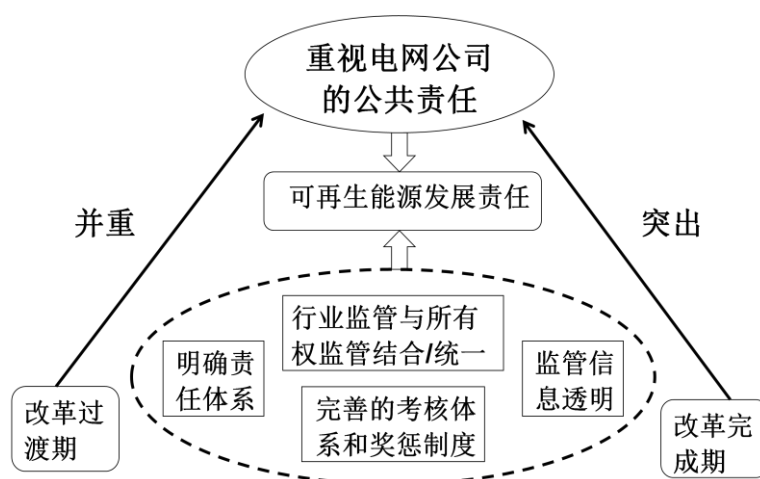 重视电网公司
的公共责任
可再生能源发展责任
并重
突出
行业监管与所有
权监管结合/统一
明确责
任体系
监管信
息透明
完善的考核体
系和奖惩制度
改革过
渡期
改革完
成期